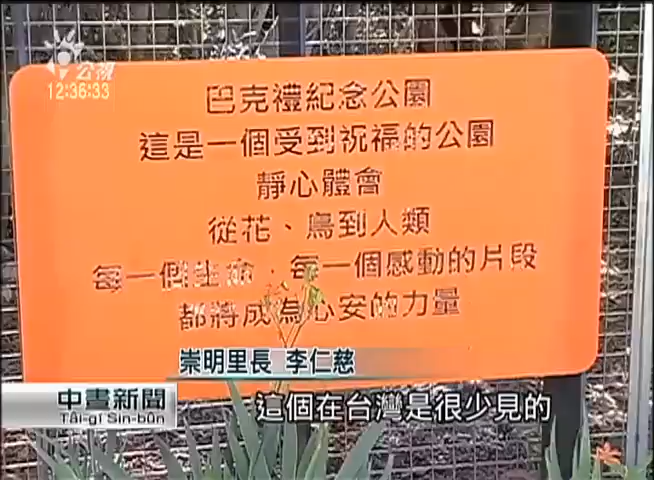 公視
12:36:33
巴克禮紀念公園
這是一個受到祝福的公園
靜心體會
從花、鳥到人類
每一個生命,每一個感動的片段
都將成為心安的力量
崇明里長 李仁慈
中晝新聞
Tâi-gí Sin-bûn
這個在台灣是很少見的